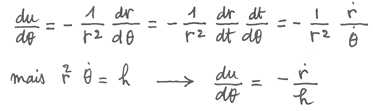 du/dθ = - 1/r² dr/dθ = - 1/r² dr/dt dt/dθ = - 1/r² ṙ/θ̇
mais r² θ̇ = h ⟶ du/dθ = - ṙ/h